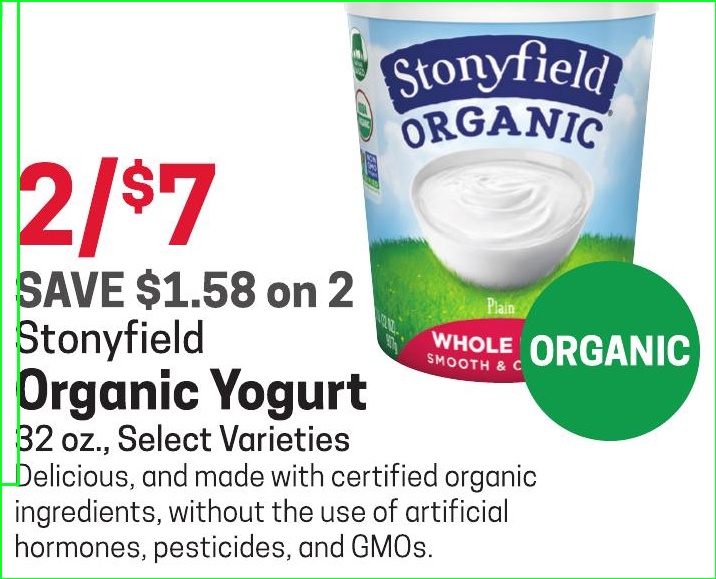 Stonyfield
ORGANIC
2/$7
SAVE $1.58 on 2
Stonyfield
Organic Yogurt
32 oz., Select Varieties
Delicious, and made with certified organic
ingredients, without the use of artificial
hormones, pesticides, and GMOs.
Plain
WHOLE
SMOOTH &
ORGANIC